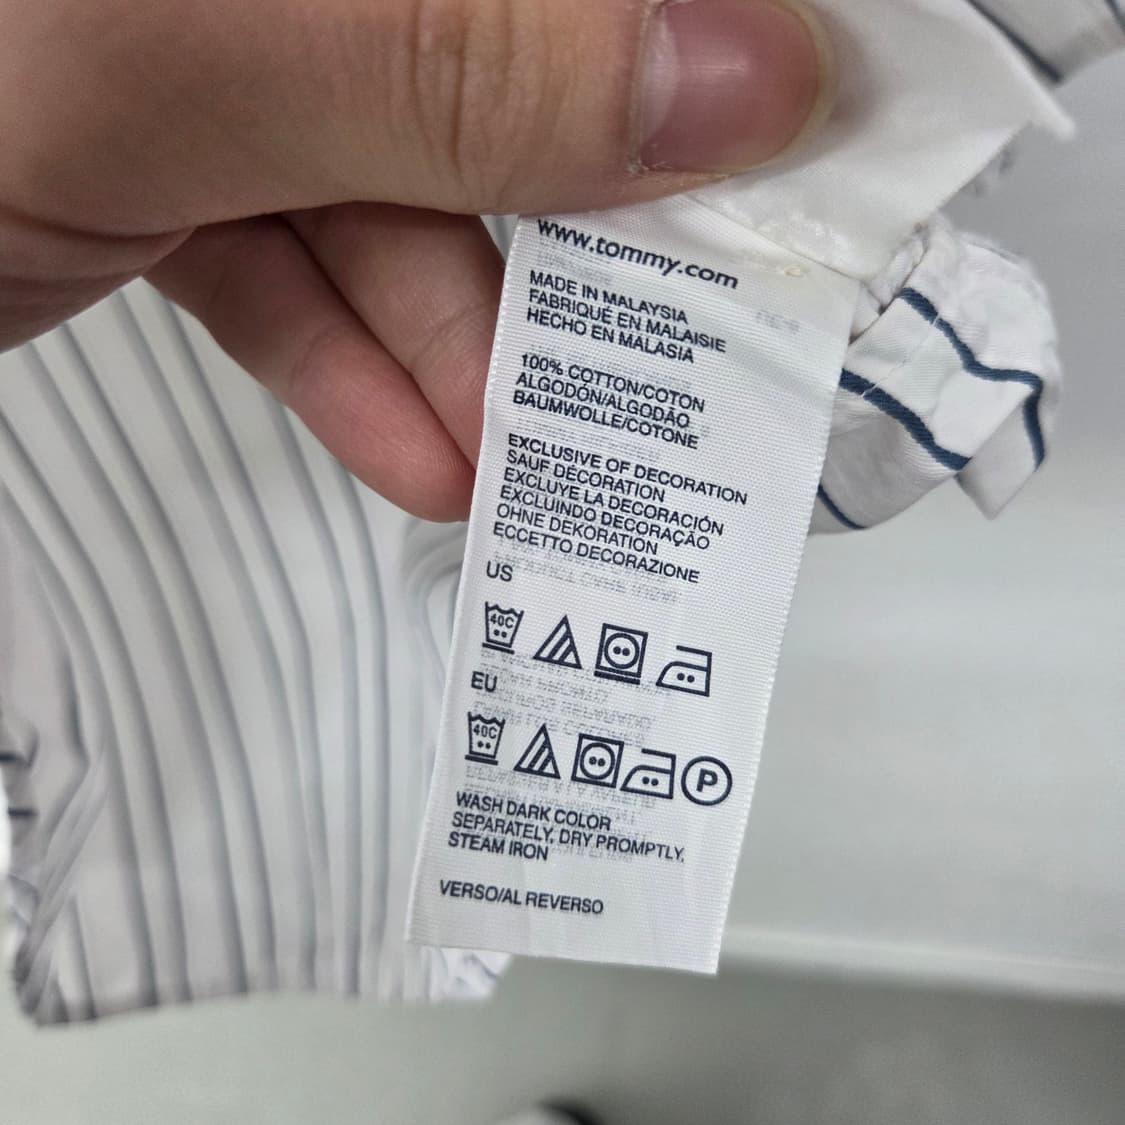 www.tommy.com
MADE IN MALAYSIA
FABRIQUÉ EN MALAISIE
HECHO EN MALASIA
100% COTTON/COTON
ALGODÓN/ALGODÃO
BAUMWOLLE/COTONE
EXCLUSIVE OF DECORATION
SAUF DÉCORATION
EXCLUYE LA DECORACIÓN
EXCLUINDO DECORAÇÃO
OHNE DEKORATION
ECCETTO DECORAZIONE
US
40C
EU
40C P
WASH DARK COLOR
SEPARATELY, DRY PROMPTLY,
STEAM IRON
VERSO/AL REVERSO